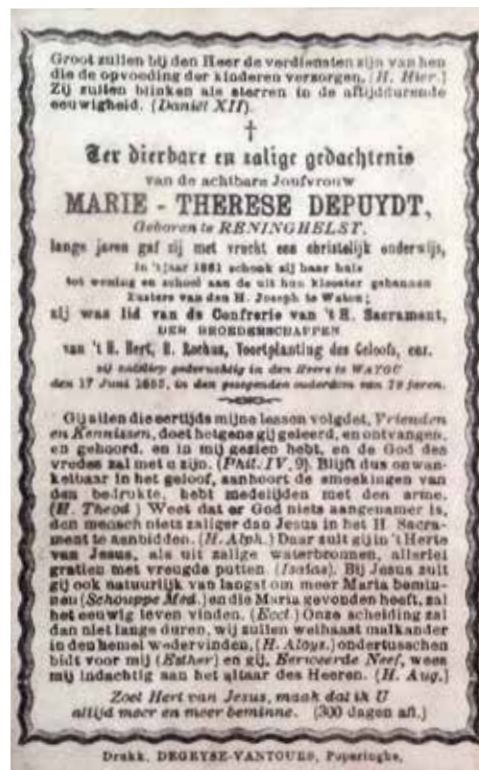 Groot zullen bij den Heer de verdiensten zijn van hen
die de opvoeding der kinderen verzorgen. (H. Hier.)
Zij zullen blinken als sterren in de altijddurende
eeuwigheid. (Daniël XII).
†
Ter dierbare en zalige gedachtenis
van de achtbare Joufvrouw
MARIE - THERESE DEPUYDT,
Geboren te RENINGHELST,
lange jaren gaf zij met vrucht een christelijk onderwijs,
in 't jaar 1881 schonk zij haar huis
tot woning en school aan de uit hun klooster gebannen
Zusters van den H. Joseph te Watou;
zij was lid van de Confrerie van 't H. Sacrament,
DER BROEDERSCHAPPEN
van 't H. Hert, H. Rochus, Voortplanting des Geloofs, enz.
zij ontsliep godvruchtig in den Heere te WATOU
den 17 Juni 1885, in den gezegenden ouderdom van jaren.
Gij allen die eertijds mijne lessen volgdet, Vrienden
en Kennissen, doet hetgene gij geleerd, en ontvangen,
en gehoord, en in mij gezien hebt, en de God des
vredes zal met u zijn. (Phil. IV, 9). Blijft dus onwan-
kelbaar in het geloof, aanhoort de smeekingen van
den bedrukte, hebt medelijden met den arme.
(H. Theod.) Weet dat er God niets aangenamer is,
den mensch niets zaliger dan Jesus in het H. Sacra-
ment te aanbidden. (H. Alph.) Daar zult gij in 't Herte
van Jesus, als uit zalige waterbronnen, allerlei
gratien met vreugde putten. (Isaias). Bij Jesus zult
gij ook natuurlijk van langst om meer Maria bemin-
nen (Schouppe Med.) en die Maria gevonden heeft, zal
het eeuwig leven vinden. (Eccl.) Onze scheiding zal
dan niet lange duren, wij zullen welhaast malkander
in den hemel wedervinden, (H. Aloys.) ondertusschen
bidt voor mij (Esther) en gij, Eerweerde Neef, wees
mij indachtig aan het altaar des Heeren. (H. Aug.)
Zoet Hert van Jesus, maak dat ik U
altijd meer en meer beminne. (300 dagen afl.)
Drukk. DEGRYSE-VANTOURS, Poperinghe,